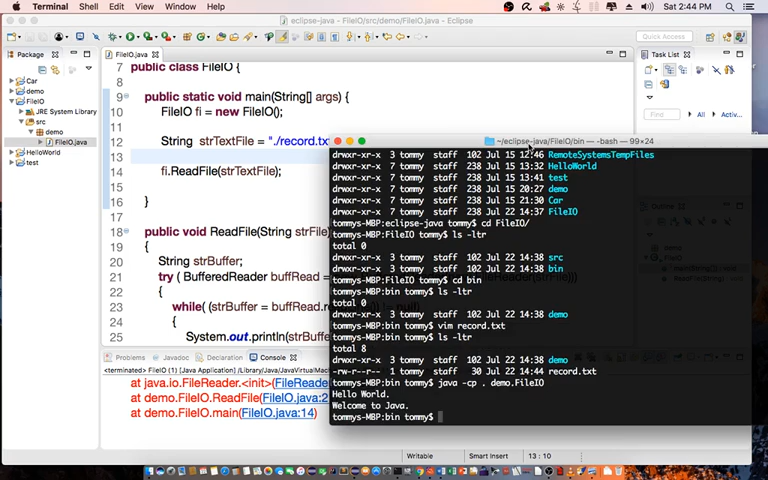 Terminal Shell Edit View Window Help
Sat 2:44 PM
eclipse-java - FileIO/src/demo/FileIO.java - Eclipse
Quick Access
Package
FileIO.java
Task List
Car
demo
FileIO
JRE System Library
src
demo
FileIO.java
HelloWorld
test
Find
All
Activ...
7 public class FileIO {
8
9 public static void main(String[] args) {
10 FileIO fi = new FileIO();
11
12 String strTextFile = "./record.tx
13
14 fi.ReadFile(strTextFile);
15
16 }
17
18 public void ReadFile(String strFile)
19 {
20 String strBuffer;
21 try ( BufferedReader buffRead =
22
23 while( (strBuffer = buffRead.re
24 {
25 System.out.println(strBuffer
Problems Javadoc Declaration Console
<terminated> FileIO [Java Application] /Library/Java/JavaVirtualMac
at java.io.FileReader.<init>(FileReade
at demo.FileIO.ReadFile(FileIO.java:2
at demo.FileIO.main(FileIO.java:14)
~/eclipse-java/FileIO/bin — -bash — 99×24
drwxr-xr-x 3 tommy staff 102 Jul 15 12:46 RemoteSystemsTempFiles
drwxr-xr-x 7 tommy staff 238 Jul 15 13:32 HelloWorld
drwxr-xr-x 7 tommy staff 238 Jul 15 13:41 test
drwxr-xr-x 7 tommy staff 238 Jul 15 20:27 demo
drwxr-xr-x 7 tommy staff 238 Jul 15 21:30 Car
drwxr-xr-x 7 tommy staff 238 Jul 22 14:37 FileIO
tommys-MBP:eclipse-java tommy$ cd FileIO/
tommys-MBP:FileIO tommy$ ls -ltr
total 0
drwxr-xr-x 3 tommy staff 102 Jul 22 14:38 src
drwxr-xr-x 3 tommy staff 102 Jul 22 14:38 bin
tommys-MBP:FileIO tommy$ cd bin
tommys-MBP:bin tommy$ ls -ltr
total 0
drwxr-xr-x 3 tommy staff 102 Jul 22 14:38 demo
tommys-MBP:bin tommy$ vim record.txt
tommys-MBP:bin tommy$ ls -ltr
total 8
drwxr-xr-x 3 tommy staff 102 Jul 22 14:38 demo
-rw-r--r-- 1 tommy staff 30 Jul 22 14:44 record.txt
tommys-MBP:bin tommy$ java -cp . demo.FileIO
Hello World.
Welcome to Java.
tommys-MBP:bin tommy$
Writable Smart Insert 13 : 10